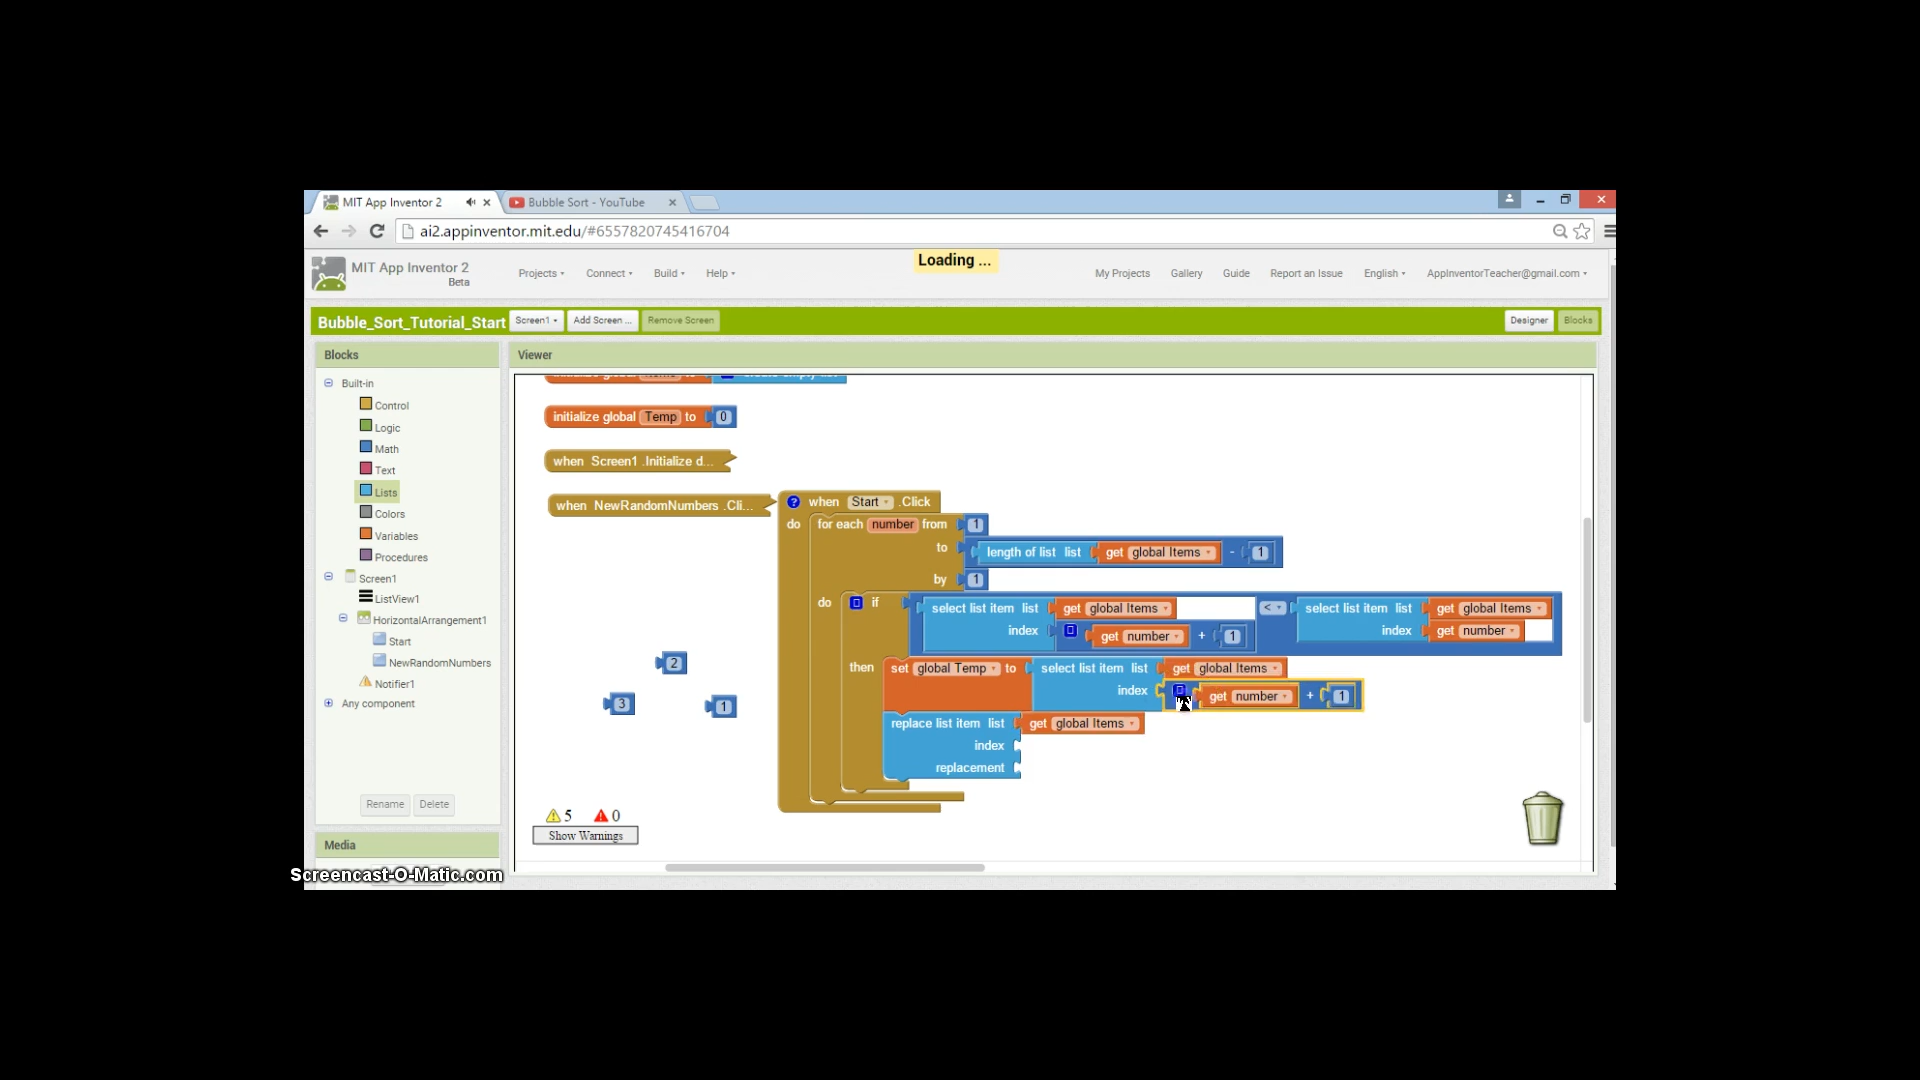 MIT App Inventor 2
Bubble Sort - YouTube
ai2.appinventor.mit.edu/#6557820745416704
Loading ...
MIT App Inventor 2
Beta
Projects Connect Build Help
My Projects Gallery Guide Report an Issue English AppInventorTeacher@gmail.com
Bubble_Sort_Tutorial_Start Screen1 Add Screen ... Remove Screen Designer Blocks
Blocks
Viewer
Built-in
Control
Logic
Math
Text
Lists
Colors
Variables
Procedures
Screen1
ListView1
HorizontalArrangement1
Start
NewRandomNumbers
Notifier1
Any component
Rename Delete
Media
initialize global Temp to 0
when Screen1 .Initialize d...
when NewRandomNumbers .Cli...
? when Start .Click
do for each number from 1
to length of list list get global Items - 1
by 1
do if select list item list get global Items < select list item list get global Items
index get number + 1 index get number
then set global Temp to select list item list get global Items
index get number + 1
replace list item list get global Items
index
replacement
2
3 1
5 0
Show Warnings
Screencast-O-Matic.com